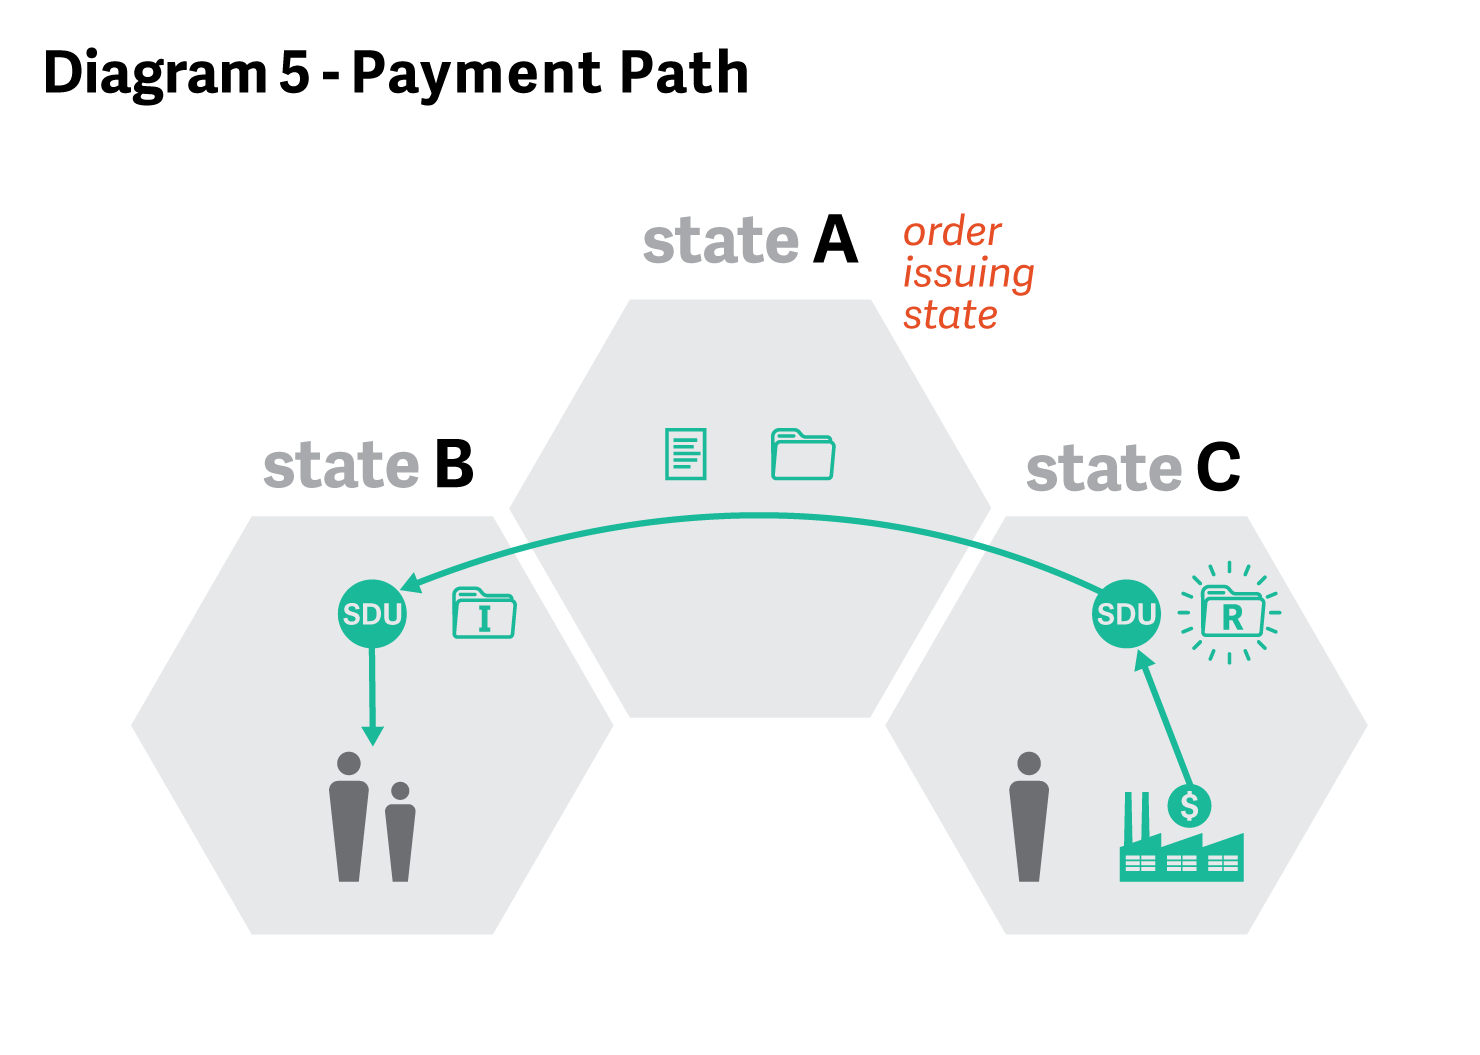 Diagram 5 - Payment Path
state A
order
issuing
state
state B
state C
SDU
I
SDU
R
$